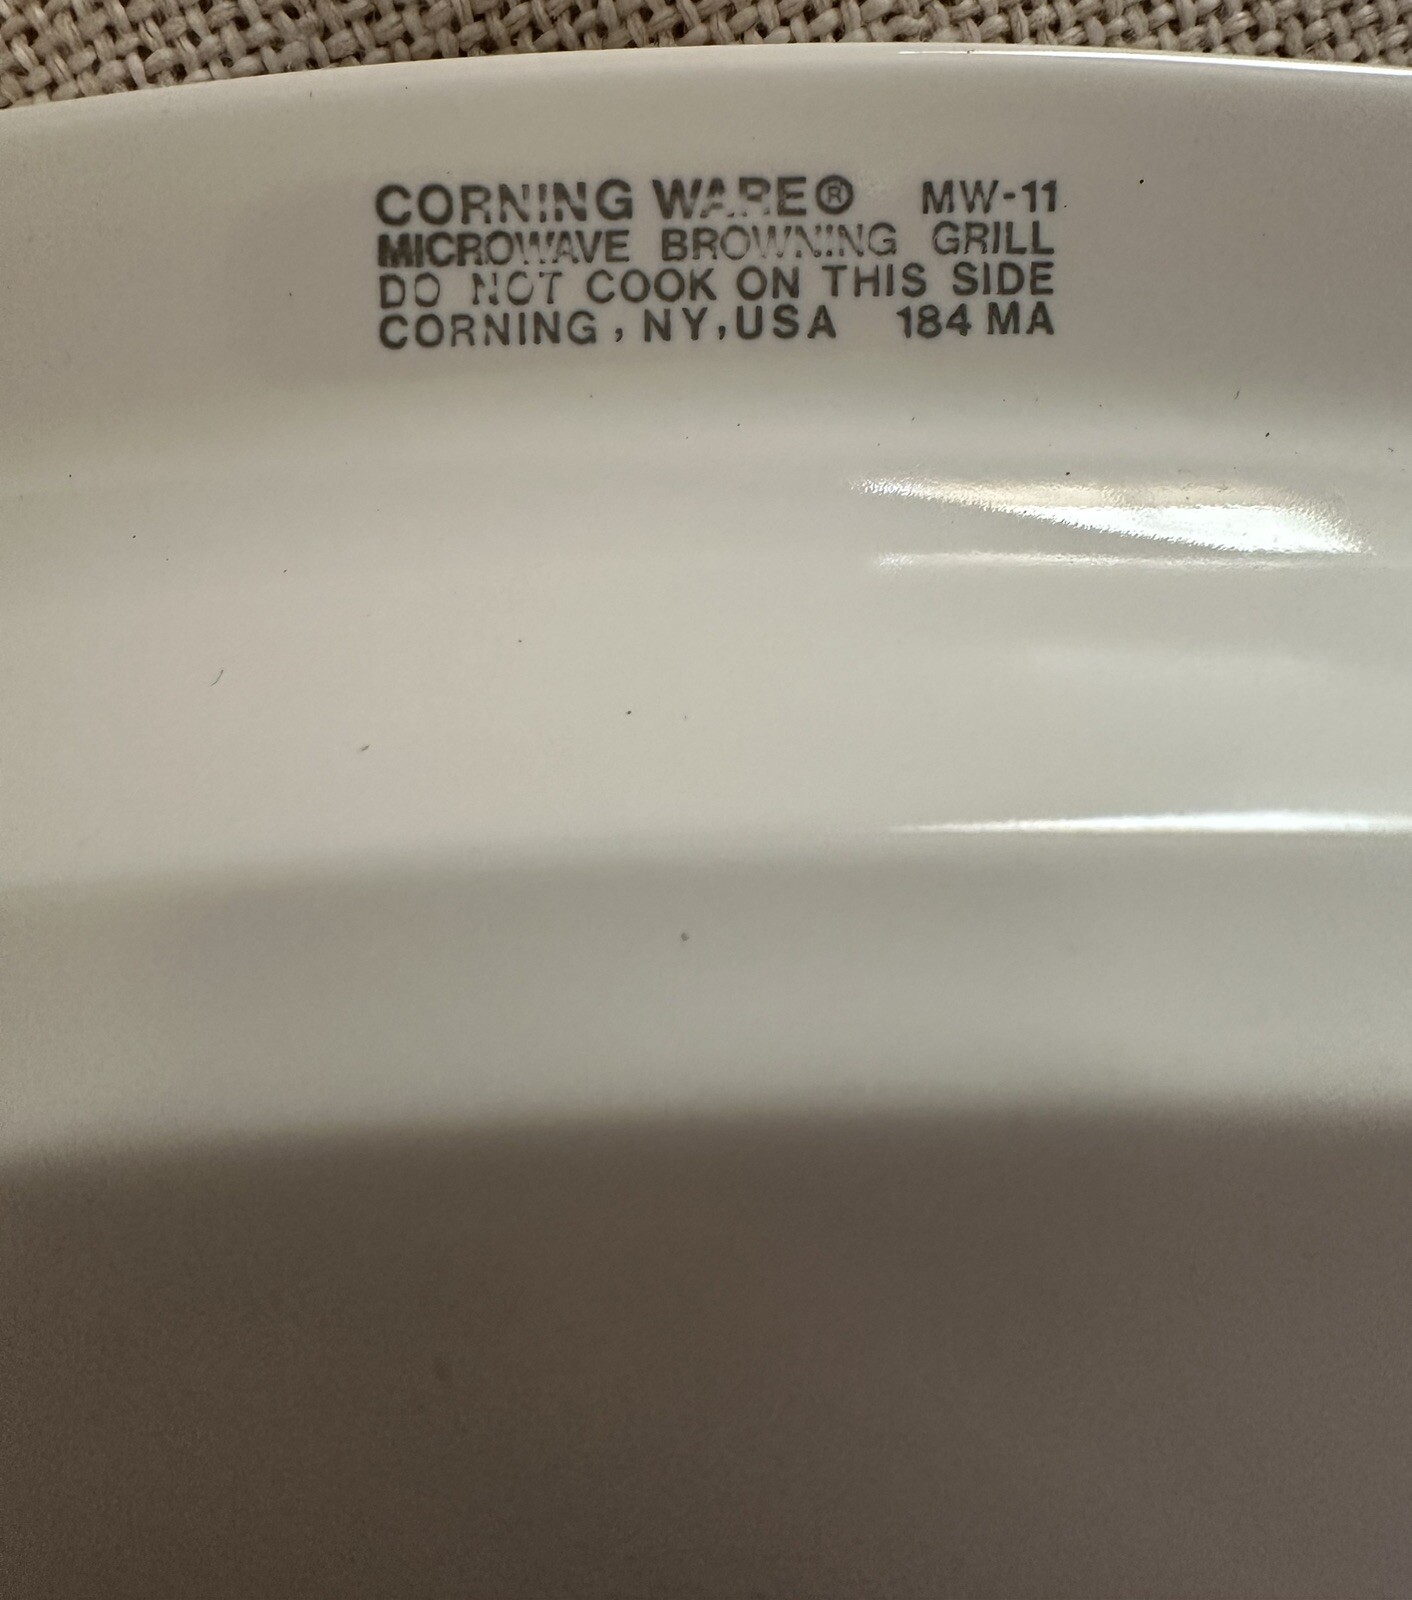 CORNING WARE® MW-11
MICROWAVE BROWNING GRILL
DO NOT COOK ON THIS SIDE
CORNING, NY, USA 184 MA